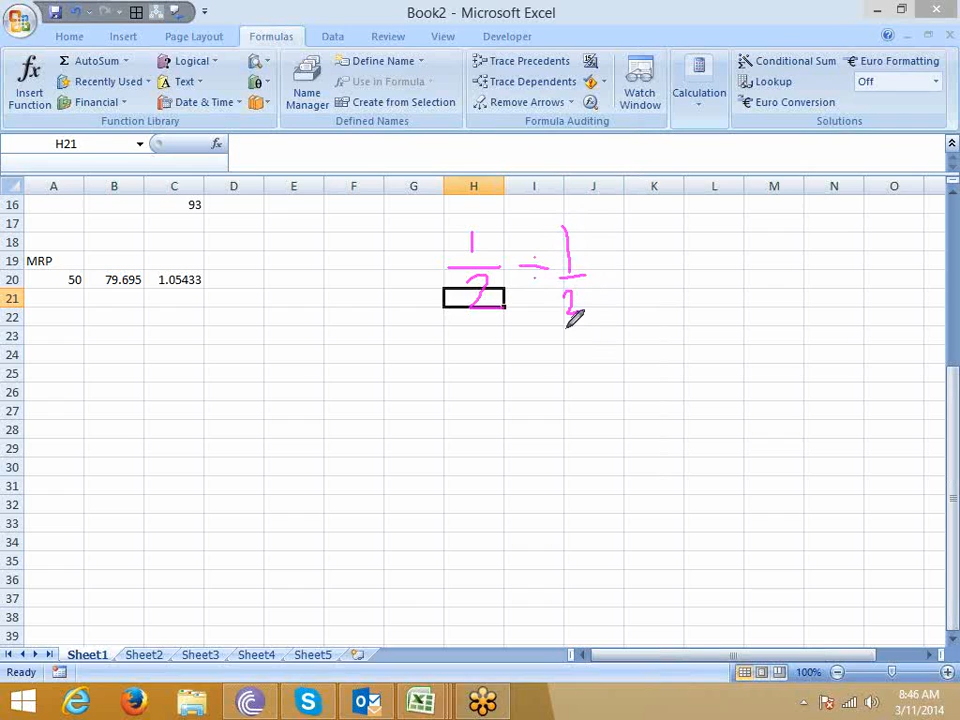 Book2 - Microsoft Excel
Home Insert Page Layout Formulas Data Review View Developer
fx Σ AutoSum Logical Define Name Trace Precedents Conditional Sum Euro Formatting
Recently Used Text Use in Formula Trace Dependents Lookup Off
Insert Function Financial Date & Time Name Manager Create from Selection Remove Arrows Watch Window Calculation Euro Conversion
Function Library Defined Names Formula Auditing Solutions
H21 fx
A B C D E F G H I J K L M N O
16 93
17
18
19 MRP
20 50 79.695 1.05433
21
22
23
24
25
26
27
28
29
30
31
32
33
34
35
36
37
38
39
1/2 ÷ 1/
Sheet1 Sheet2 Sheet3 Sheet4 Sheet5
Ready 100%
8:46 AM
3/11/2014